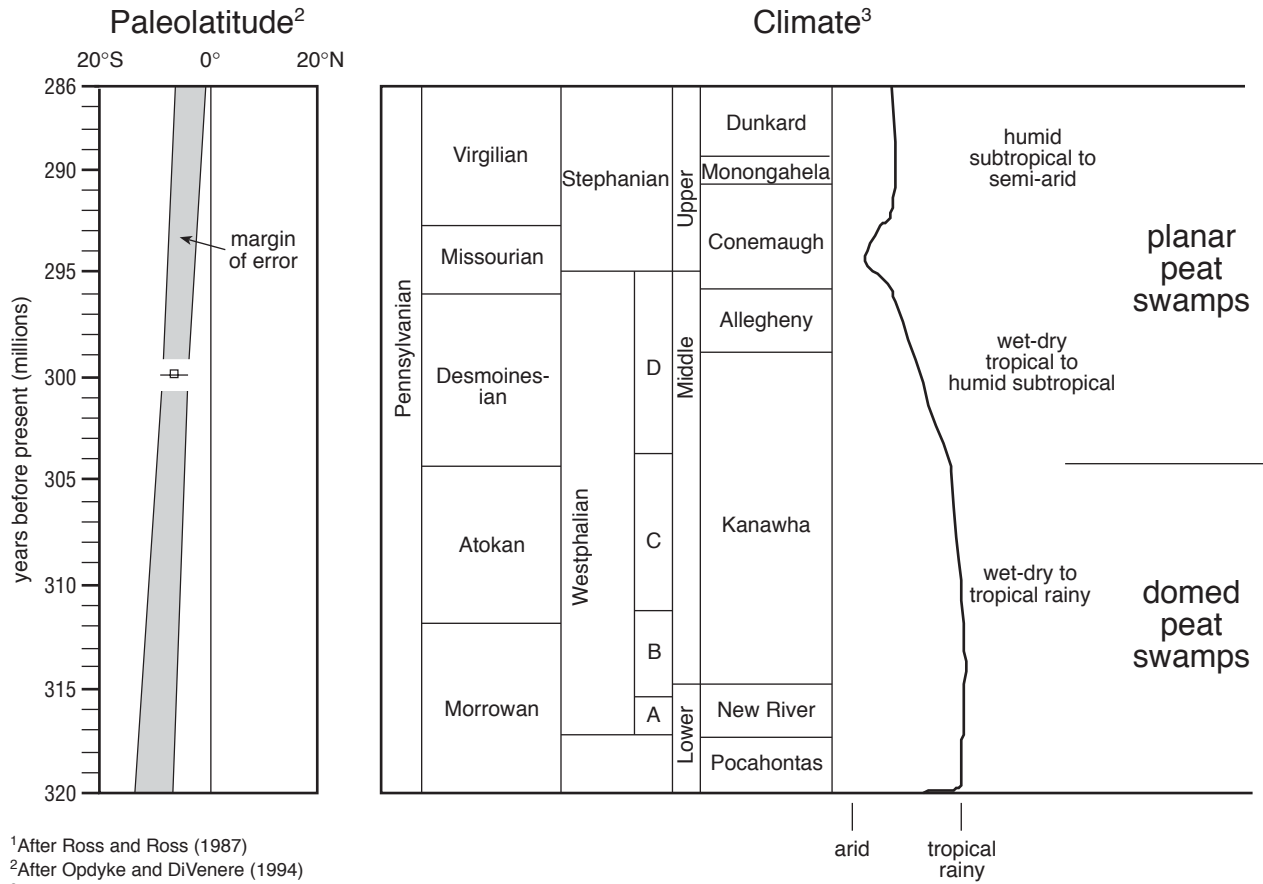 Paleolatitude2
20°S 0° 20°N
286
290
295
300
305
310
315
320
years before present (millions)
margin
of error
Climate3
Pennsylvanian
Virgilian
Missourian
Desmoines-
ian
Atokan
Morrowan
Stephanian
Westphalian
D
C
B
A
Upper
Middle
Lower
Dunkard
Monongahela
Conemaugh
Allegheny
Kanawha
New River
Pocahontas
humid
subtropical to
semi-arid
wet-dry
tropical to
humid subtropical
wet-dry to
tropical rainy
planar
peat
swamps
domed
peat
swamps
arid
tropical
rainy
1After Ross and Ross (1987)
2After Opdyke and DiVenere (1994)